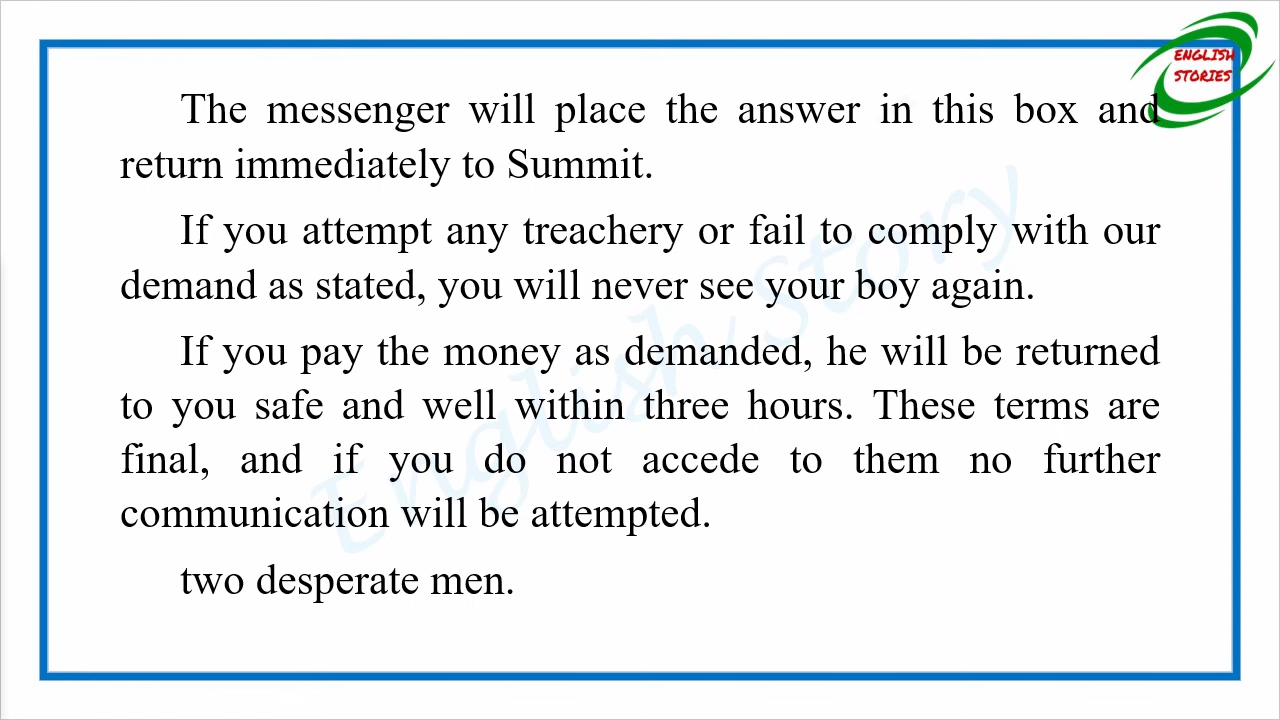 ENGLISH
STORIES
The messenger will place the answer in this box and
return immediately to Summit.
If you attempt any treachery or fail to comply with our
demand as stated, you will never see your boy again.
If you pay the money as demanded, he will be returned
to you safe and well within three hours. These terms are
final, and if you do not accede to them no further
communication will be attempted.
two desperate men.
English Story